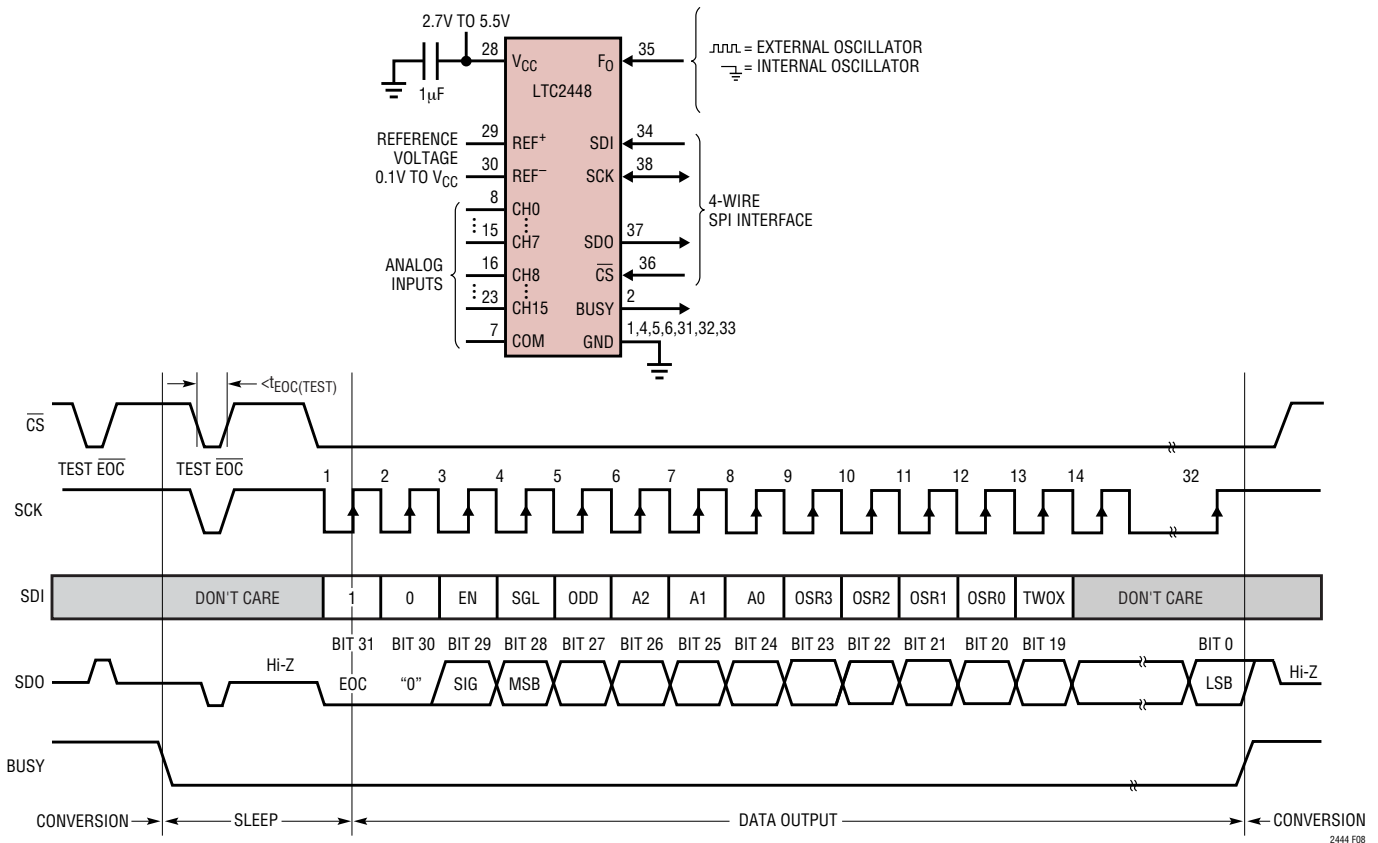 2.7V TO 5.5V
1µF
28 VCC
LTC2448
FO 35
= EXTERNAL OSCILLATOR
= INTERNAL OSCILLATOR
REFERENCE
VOLTAGE
0.1V TO VCC
29 REF+
30 REF−
SDI 34
SCK 38
4-WIRE
SPI INTERFACE
ANALOG
INPUTS
8 CH0
15 CH7
16 CH8
23 CH15
7 COM
SDO 37
CS 36
BUSY 2
GND 1,4,5,6,31,32,33
<tEOC(TEST)
CS
TEST EOC TEST EOC
SCK 1 2 3 4 5 6 7 8 9 10 11 12 13 14 32
SDI DON'T CARE 1 0 EN SGL ODD A2 A1 A0 OSR3 OSR2 OSR1 OSR0 TWOX DON'T CARE
BIT 31 BIT 30 BIT 29 BIT 28 BIT 27 BIT 26 BIT 25 BIT 24 BIT 23 BIT 22 BIT 21 BIT 20 BIT 19 BIT 0
SDO Hi-Z EOC “0” SIG MSB LSB Hi-Z
BUSY
CONVERSION SLEEP DATA OUTPUT CONVERSION
2444 F08